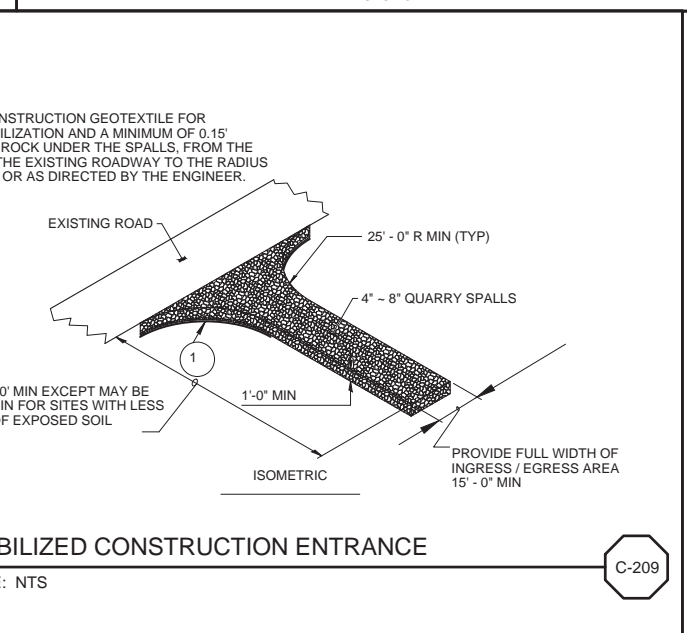 NSTRUCTION GEOTEXTILE FOR
ILIZATION AND A MINIMUM OF 0.15'
ROCK UNDER THE SPALLS, FROM THE
THE EXISTING ROADWAY TO THE RADIUS
OR AS DIRECTED BY THE ENGINEER.
EXISTING ROAD
25' - 0" R MIN (TYP)
4" ~ 8" QUARRY SPALLS
1
0' MIN EXCEPT MAY BE
IN FOR SITES WITH LESS
OF EXPOSED SOIL
1'-0" MIN
PROVIDE FULL WIDTH OF
INGRESS / EGRESS AREA
15' - 0" MIN
ISOMETRIC
BILIZED CONSTRUCTION ENTRANCE
: NTS
C-209